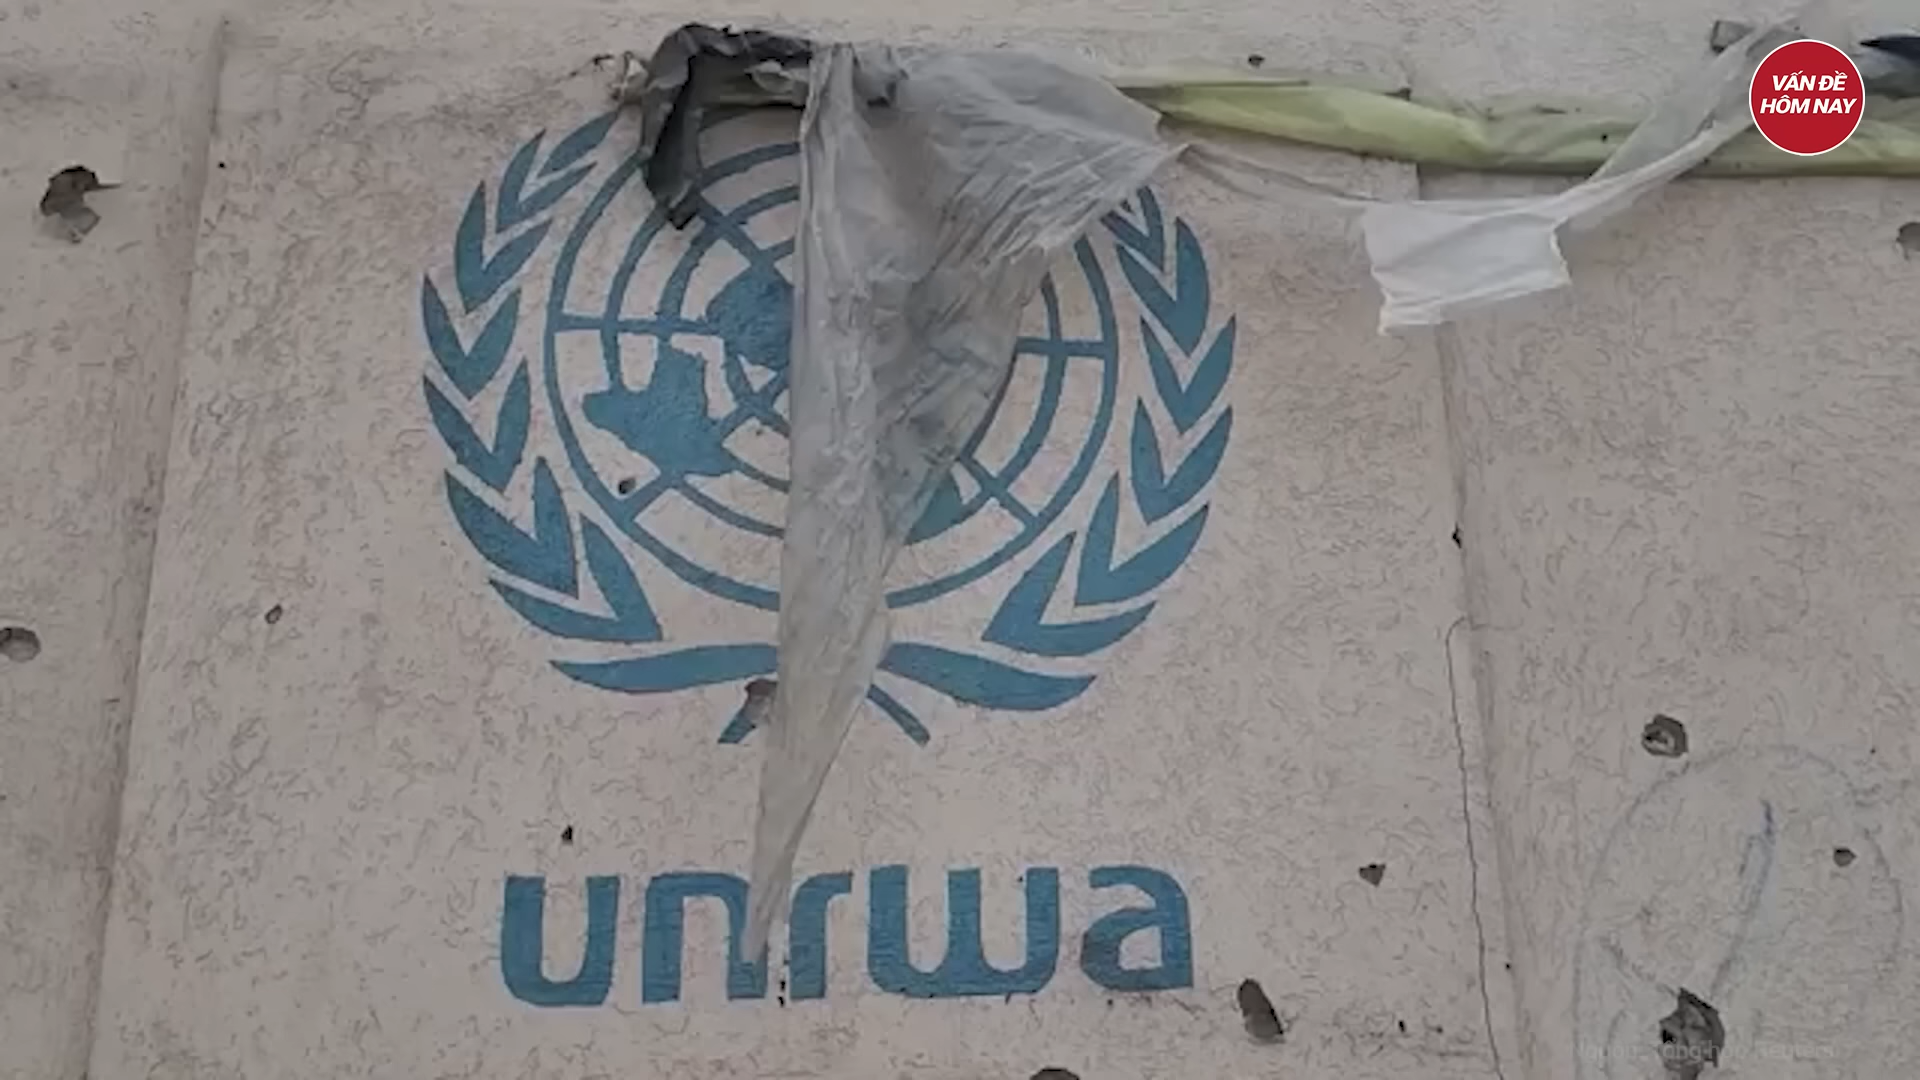 VẤN ĐỀ
HÔM NAY
unrwa